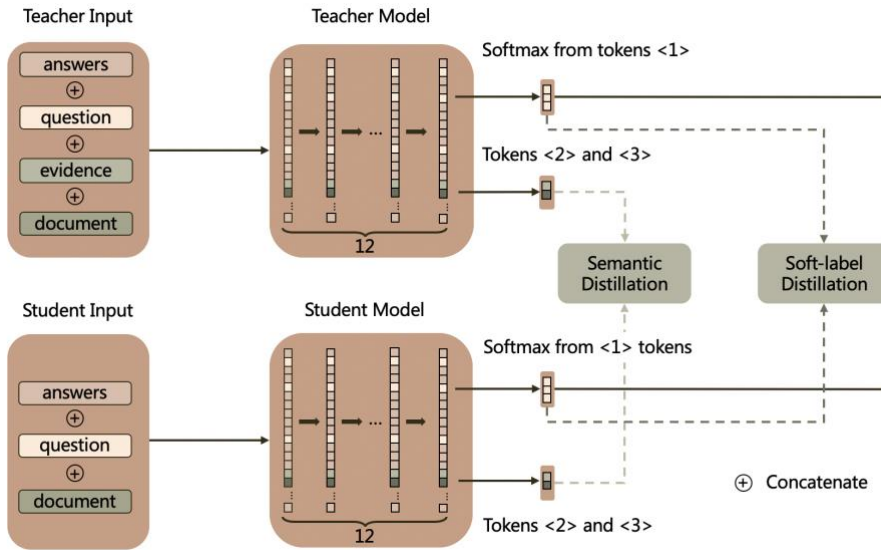 Teacher Input
Teacher Model
answers
question
evidence
document
...
12
Softmax from tokens <1>
Tokens <2> and <3>
Semantic
Distillation
Soft-label
Distillation
Student Input
Student Model
answers
question
document
...
12
Softmax from <1> tokens
Tokens <2> and <3>
Concatenate